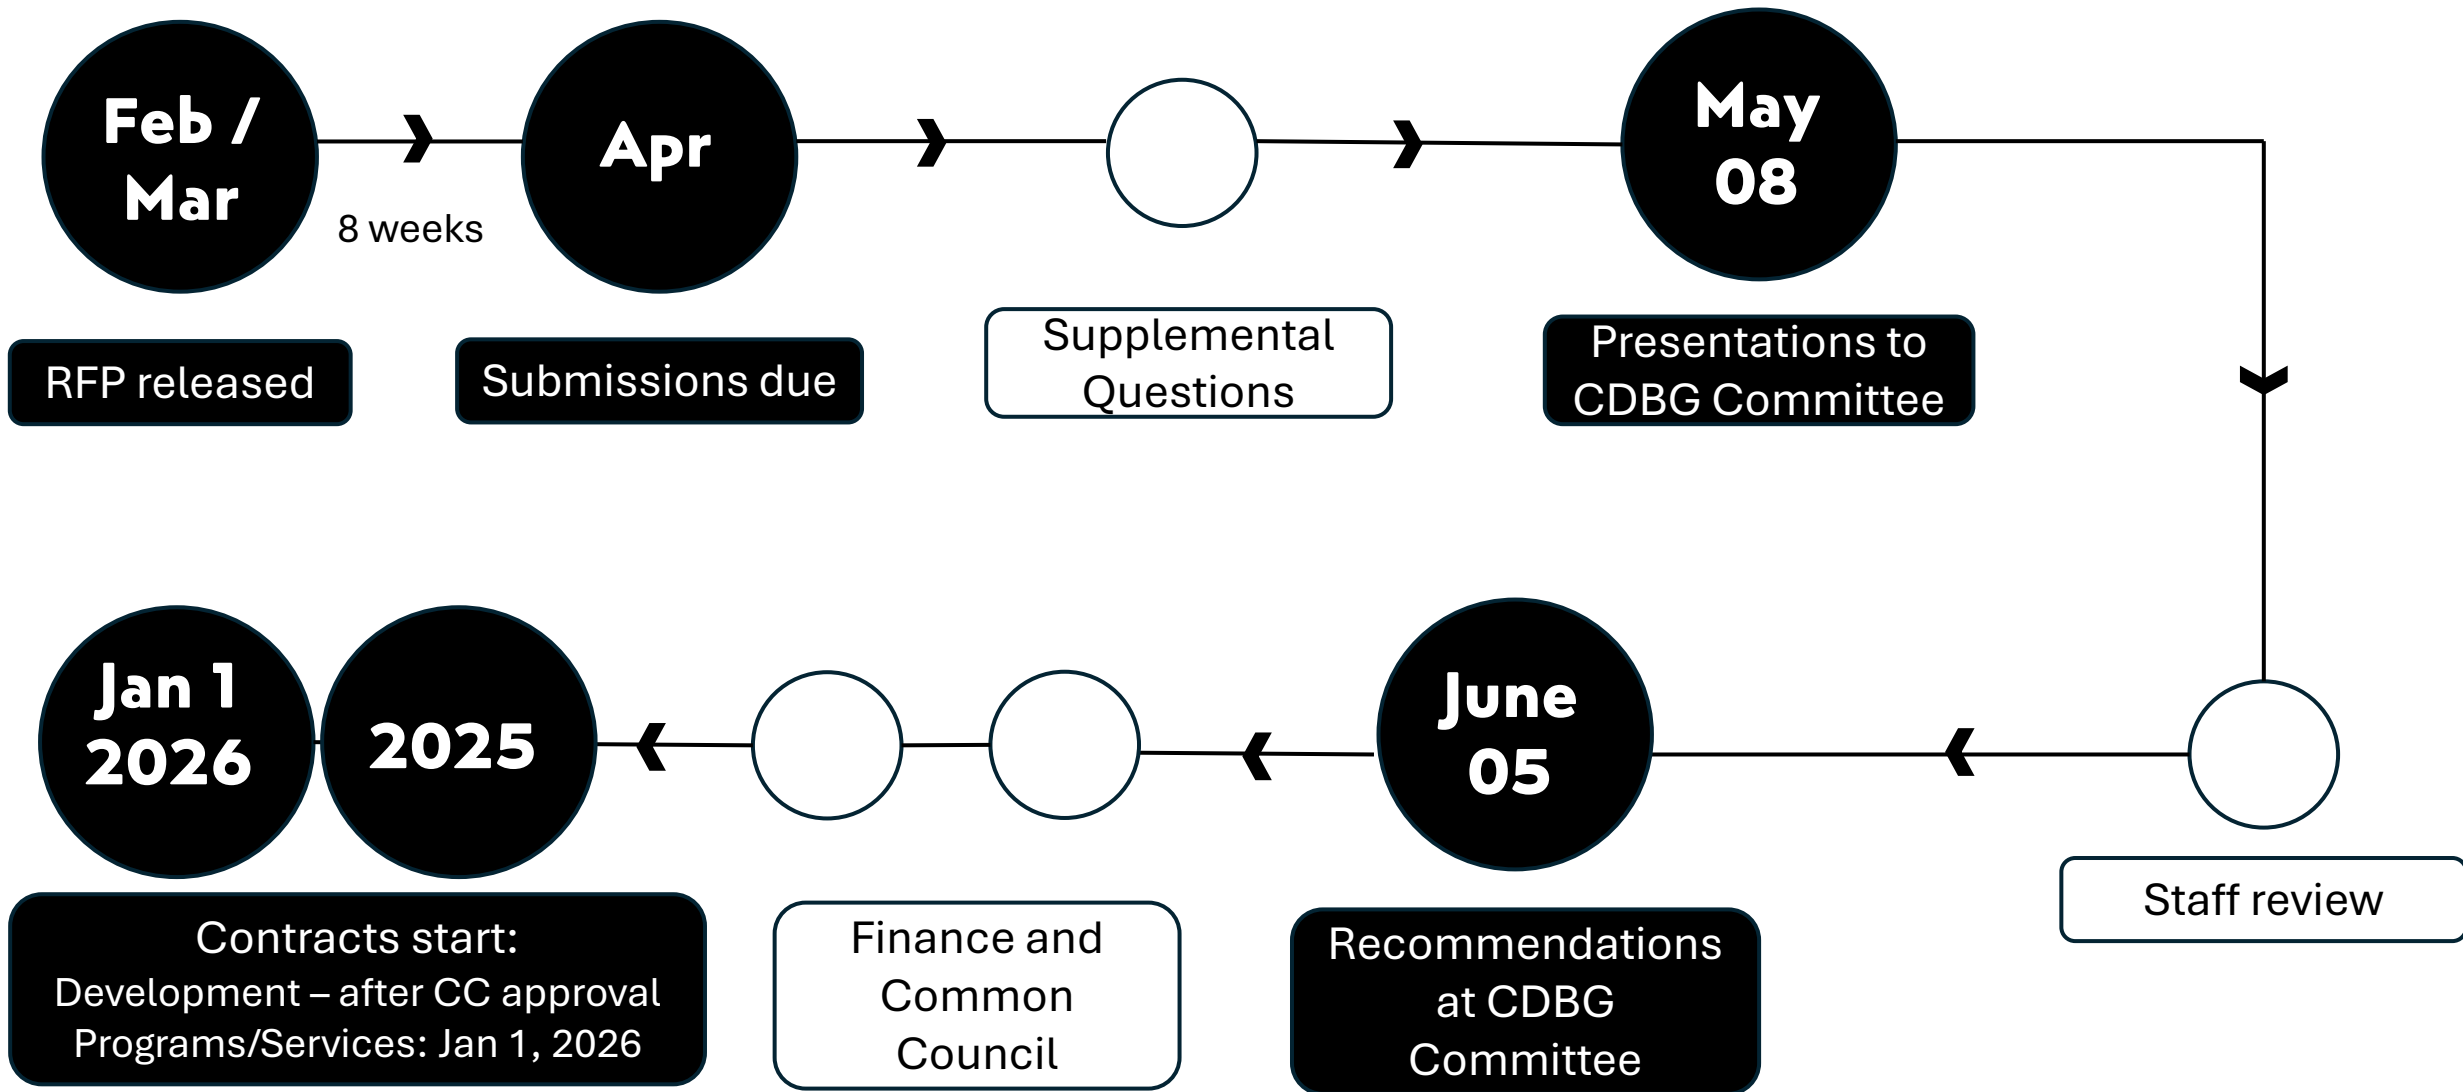 Feb /
Mar
8 weeks
Apr
May
08
RFP released
Submissions due
Supplemental
Questions
Presentations to
CDBG Committee
Jan 1
2026
2025
June
05
Contracts start:
Development – after CC approval
Programs/Services: Jan 1, 2026
Finance and
Common
Council
Recommendations
at CDBG
Committee
Staff review